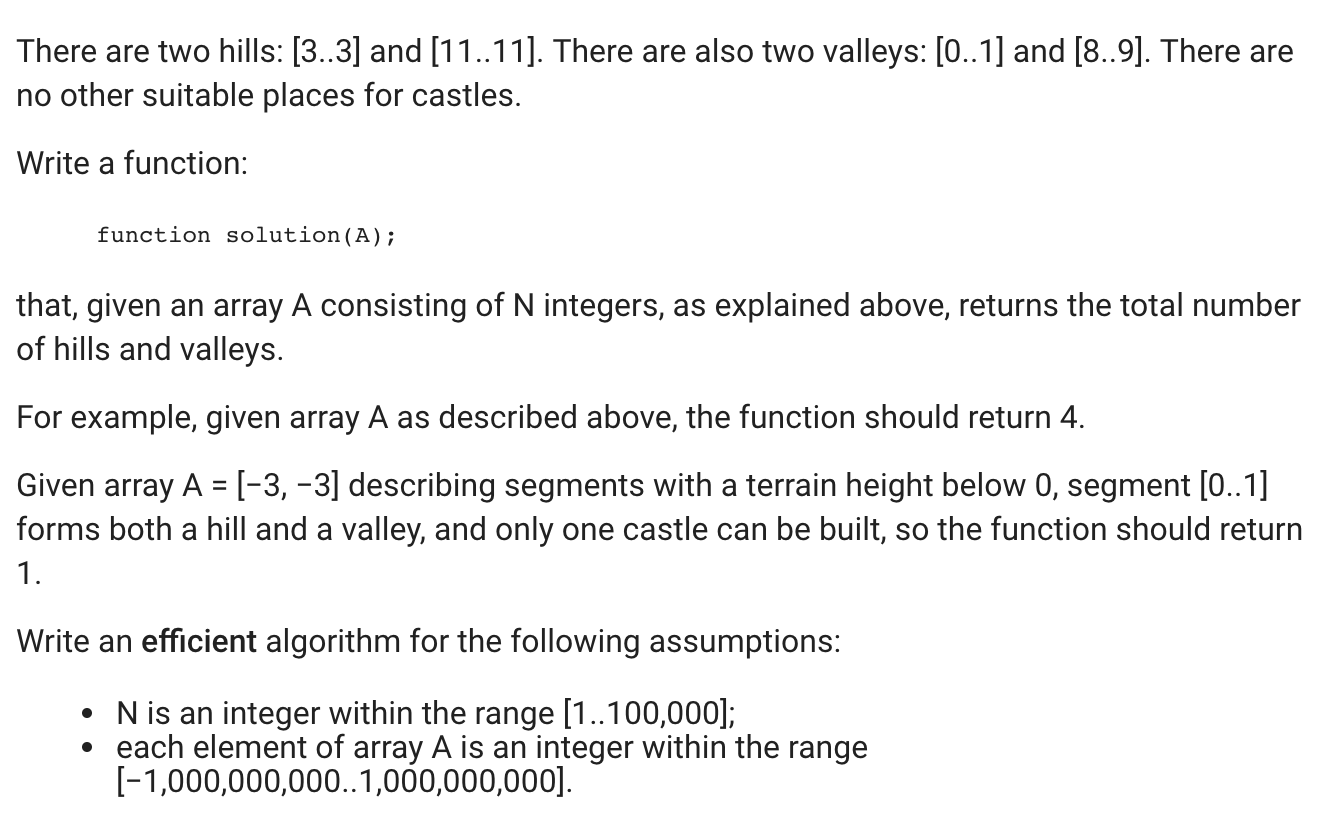 There are two hills: [3..3] and [11..11]. There are also two valleys: [0..1] and [8..9]. There are
no other suitable places for castles.
Write a function:
function solution(A);
that, given an array A consisting of N integers, as explained above, returns the total number
of hills and valleys.
For example, given array A as described above, the function should return 4.
Given array A = [−3, −3] describing segments with a terrain height below 0, segment [0..1]
forms both a hill and a valley, and only one castle can be built, so the function should return
1.
Write an efficient algorithm for the following assumptions:
• N is an integer within the range [1..100,000];
• each element of array A is an integer within the range
[−1,000,000,000..1,000,000,000].